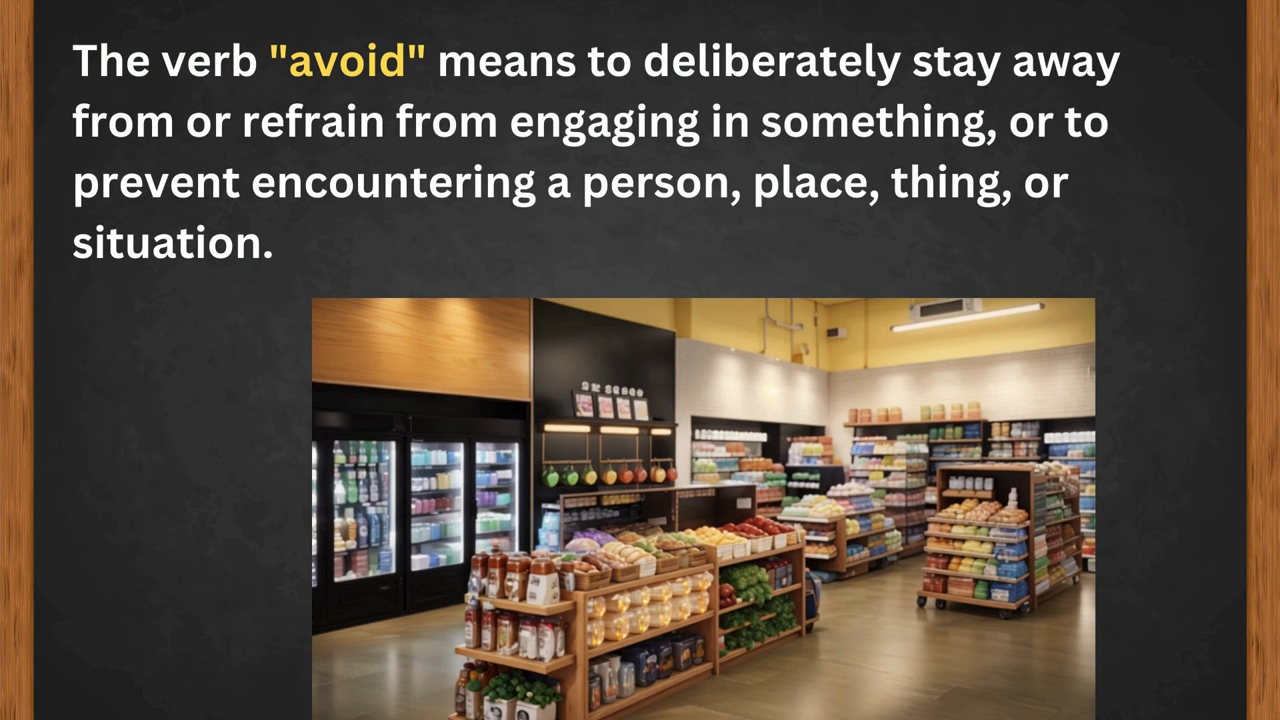 The verb "avoid" means to deliberately stay away
from or refrain from engaging in something, or to
prevent encountering a person, place, thing, or
situation.